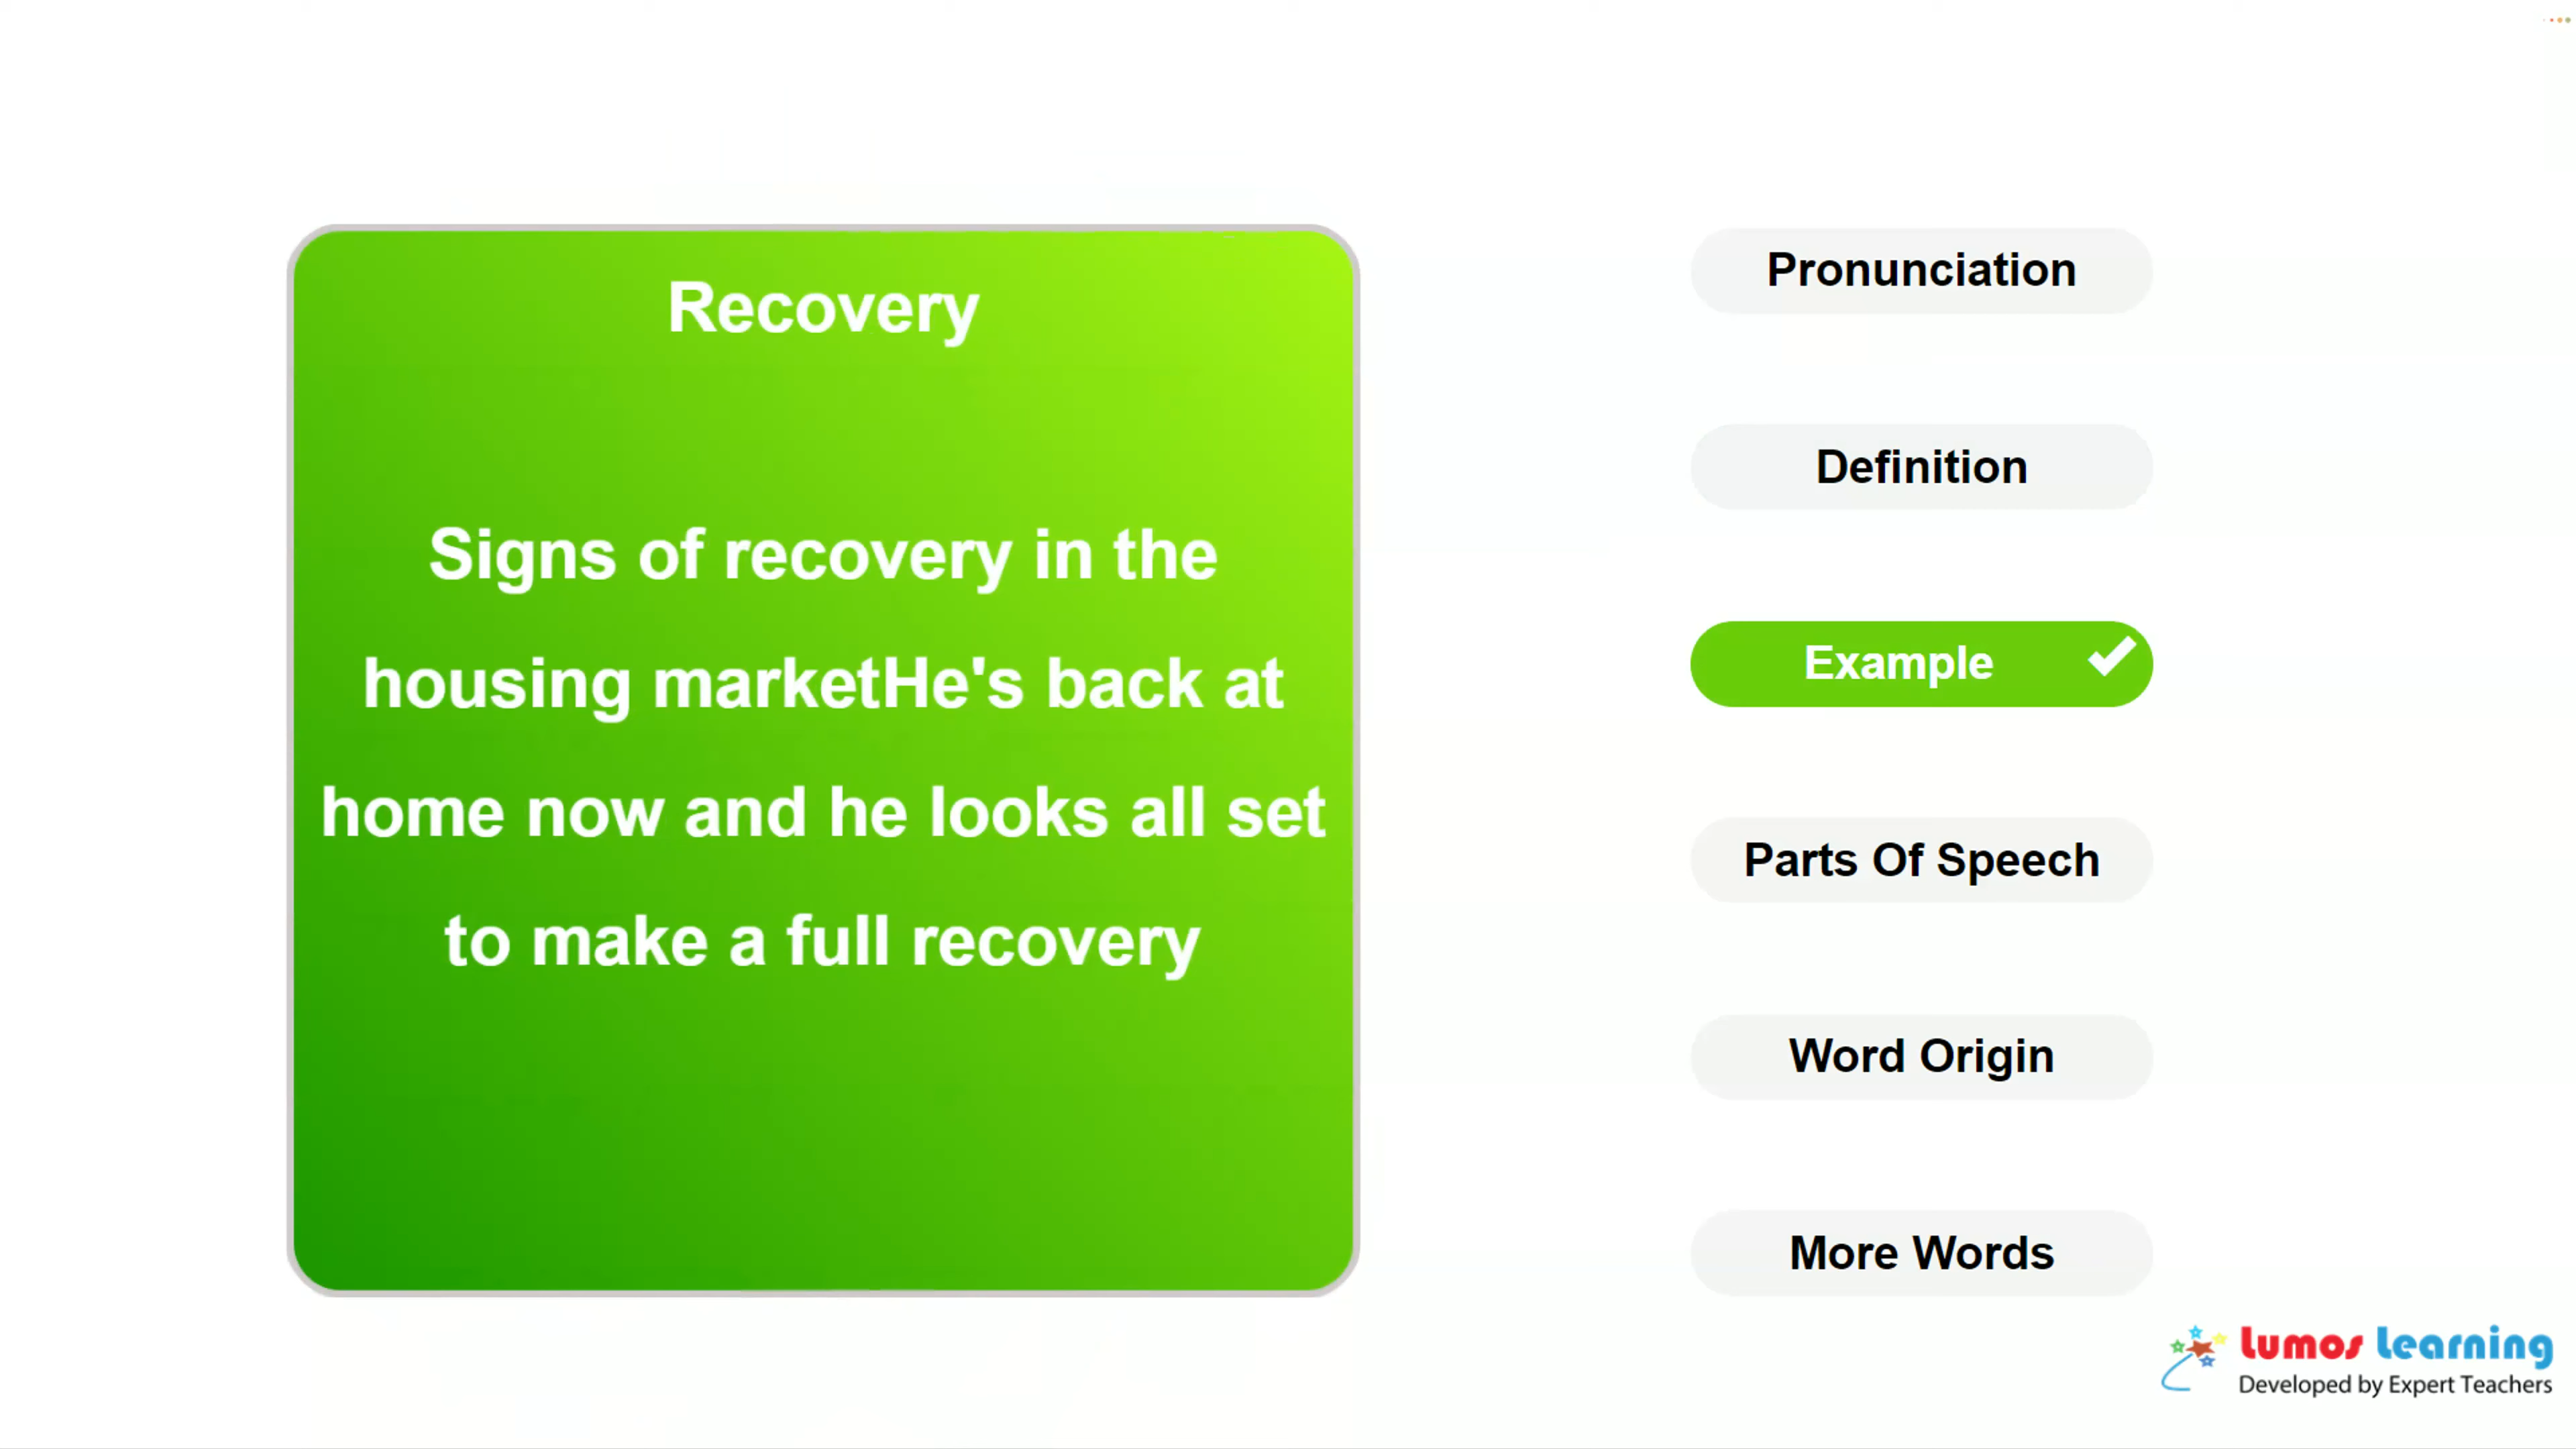 Recovery
Signs of recovery in the
housing marketHe's back at
home now and he looks all set
to make a full recovery
Pronunciation
Definition
Example
Parts Of Speech
Word Origin
More Words
Lumos Learning
Developed by Expert Teachers